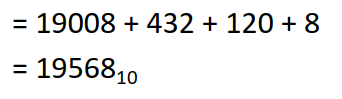 = 19008 + 432 + 120 + 8
= 19568₁₀